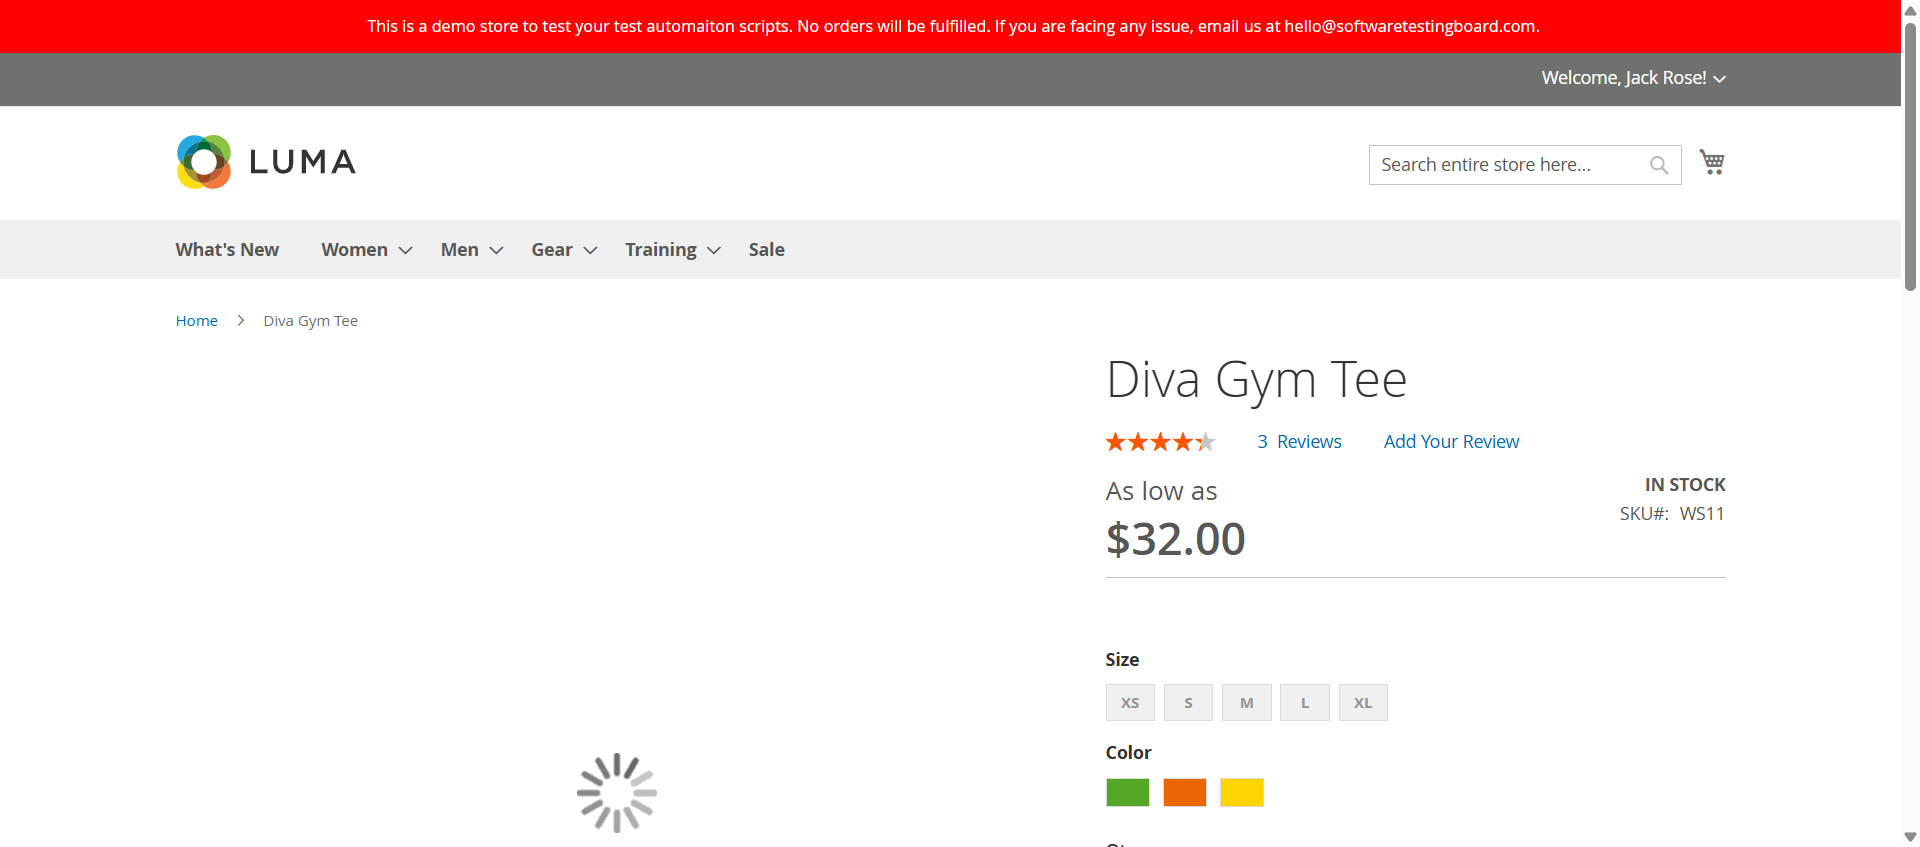 This is a demo store to test your test automaiton scripts. No orders will be fulfilled. If you are facing any issue, email us at hello@softwaretestingboard.com.
Welcome, Jack Rose!
LUMA
Search entire store here...
What's New Women Men Gear Training Sale
Home Diva Gym Tee
Diva Gym Tee
3 Reviews Add Your Review
As low as
IN STOCK
$32.00
SKU#: WS11
Size
XS S M L XL
Color